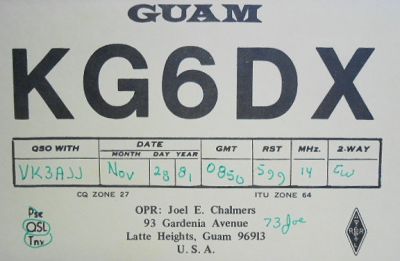 GUAM
KG6DX
QSO WITH DATE GMT RST MHz. 2-WAY
MONTH DAY YEAR
VK3AJJ Nov 28 81 0850 599 14 CW
CQ ZONE 27 ITU ZONE 64
Pse
QSL
Tnx
OPR: Joel E. Chalmers
93 Gardenia Avenue 73 Joe
Latte Heights, Guam 96913
U. S. A.